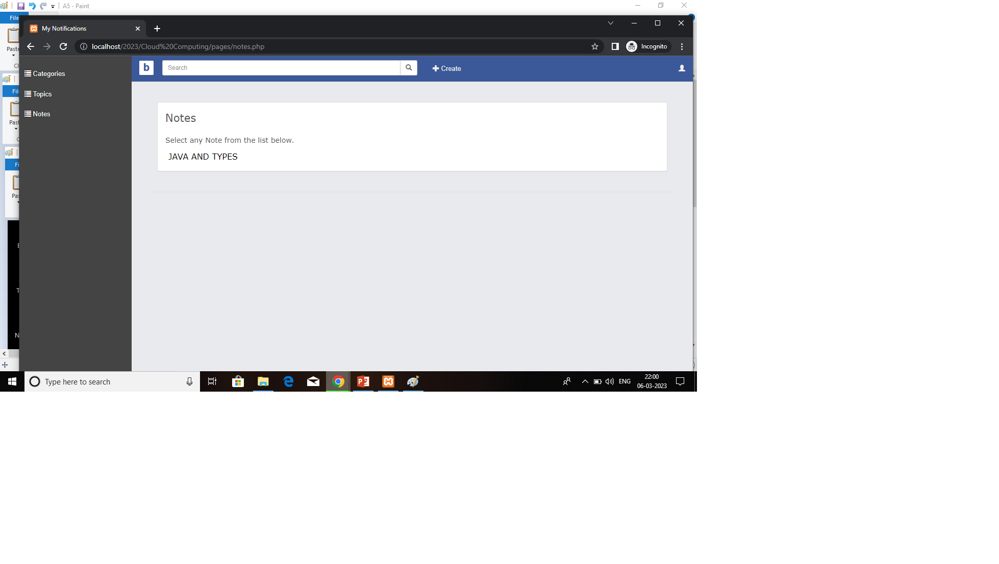 A5 - Paint
File
Paste
My Notifications
localhost/2023/Cloud%20Computing/pages/notes.php
Incognito
b
Search
Create
Categories
Topics
Notes
Notes
Select any Note from the list below.
JAVA AND TYPES
Type here to search
ENG
22:00
06-03-2023